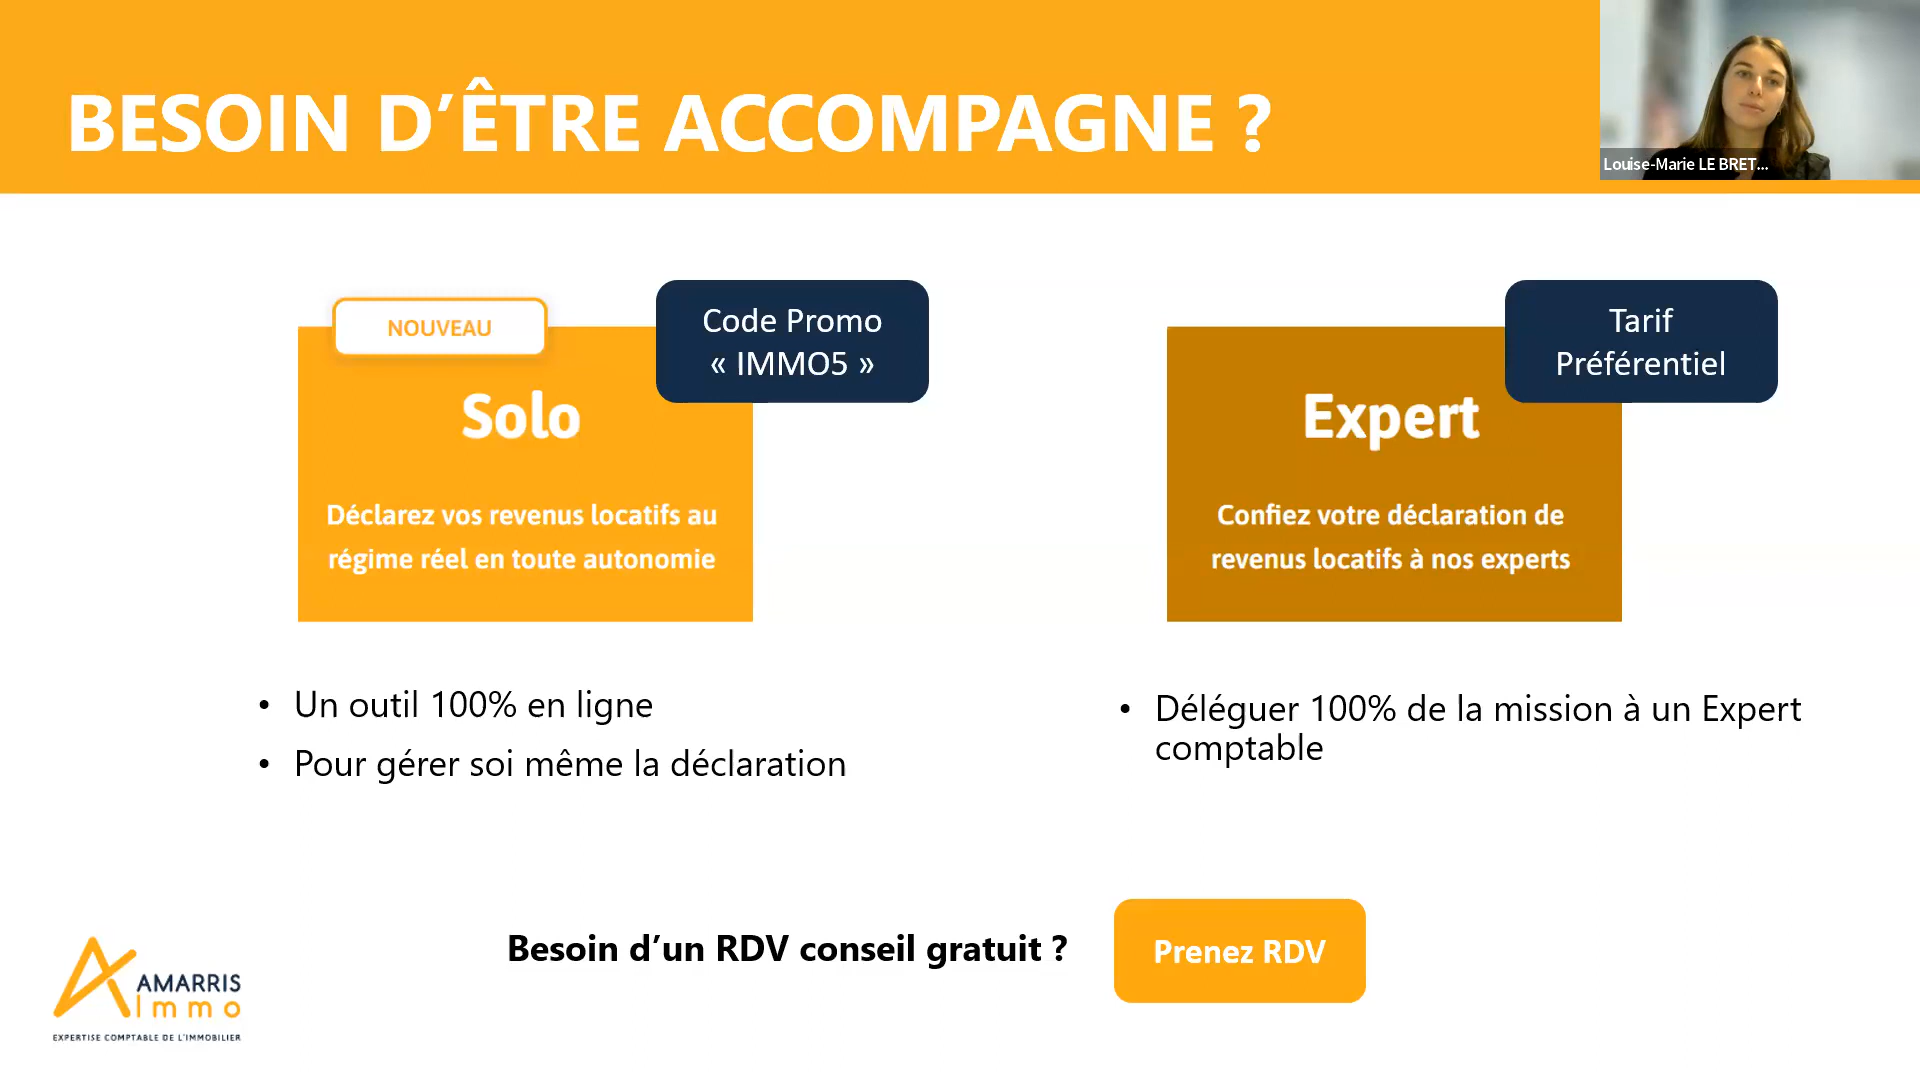 BESOIN D’ÊTRE ACCOMPAGNE ?
Louise-Marie LE BRET...
NOUVEAU
Code Promo
« IMMO5 »
Solo
Déclarez vos revenus locatifs au
régime réel en toute autonomie
Tarif
Préférentiel
Expert
Confiez votre déclaration de
revenus locatifs à nos experts
• Un outil 100% en ligne
• Pour gérer soi même la déclaration
• Déléguer 100% de la mission à un Expert
comptable
Besoin d’un RDV conseil gratuit ?
Prenez RDV
AMARRIS
Immo
EXPERTISE COMPTABLE DE L'IMMOBILIER